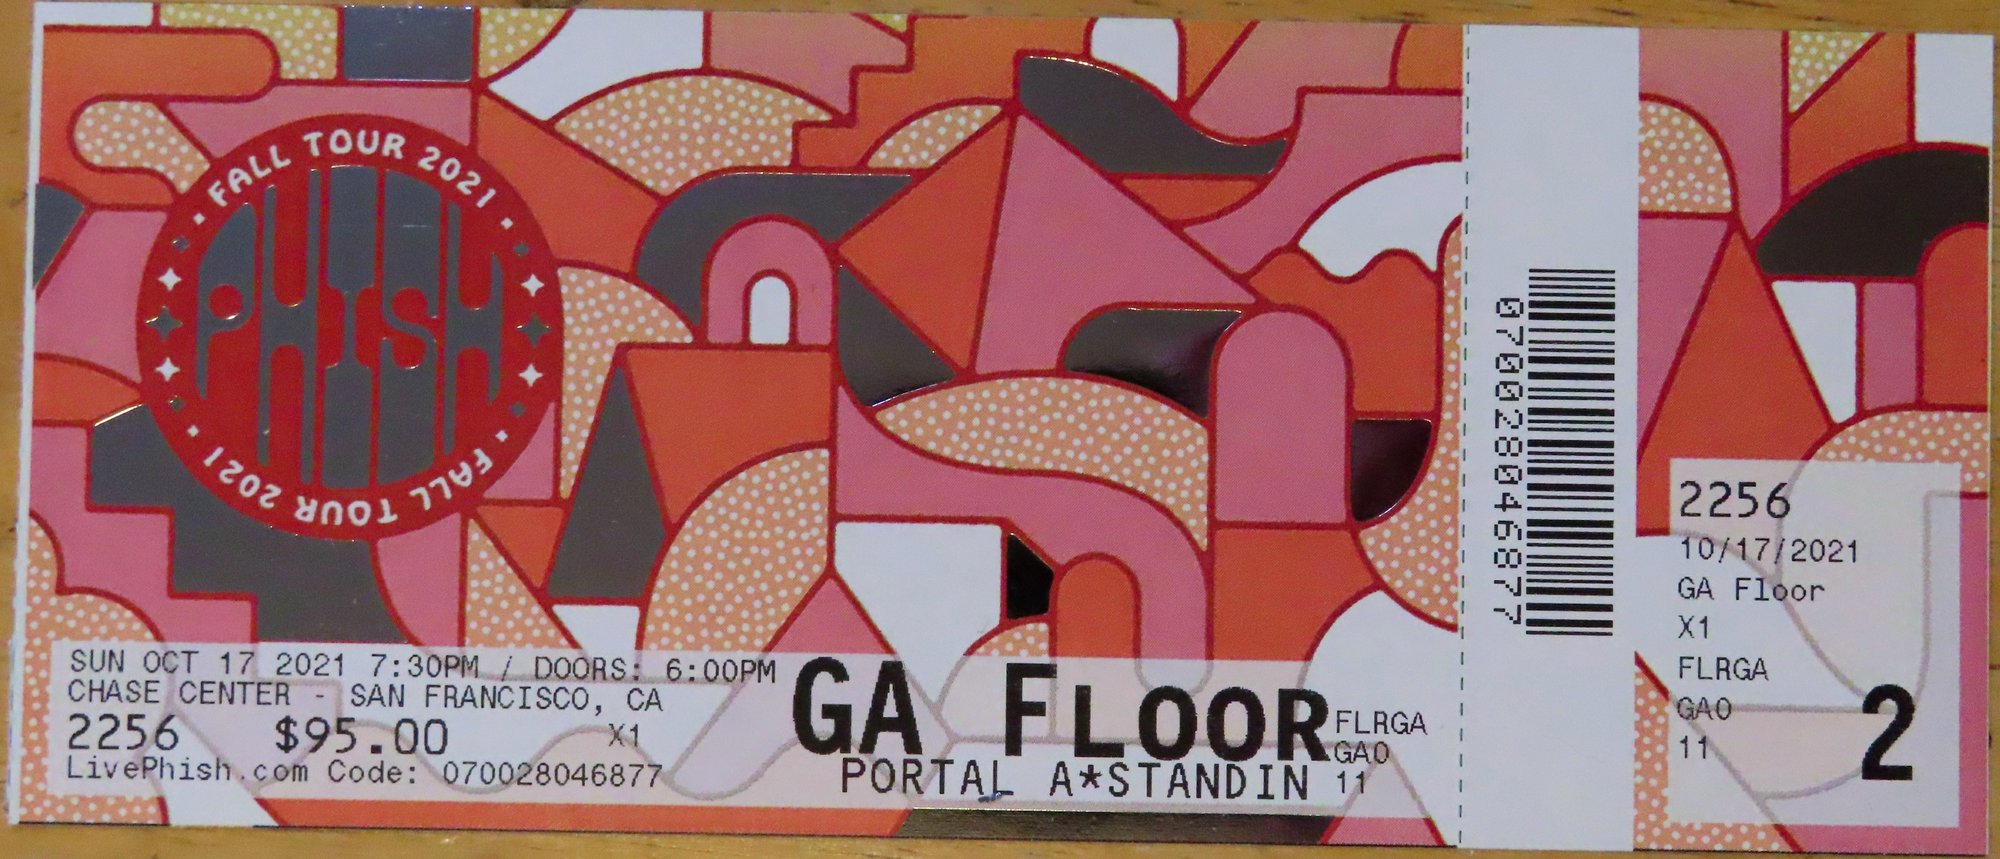 FALL TOUR 2021
PHISH
FALL TOUR 2021
SUN OCT 17 2021 7:30PM / DOORS: 6:00PM
CHASE CENTER - SAN FRANCISCO, CA
2256 $95.00 X1
LivePhish.com Code: 070028046877
GA FLOOR
PORTAL A*STANDIN
FLRGA
GA0
11
070028046877
2256
10/17/2021
GA Floor
X1
FLRGA
GA0
11
2